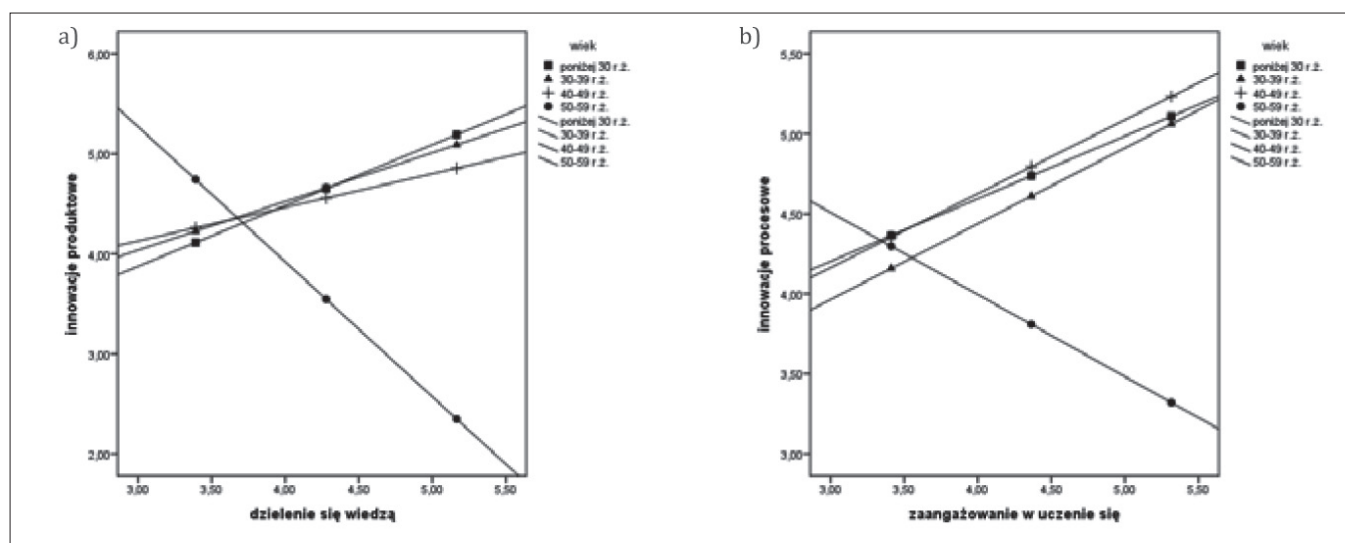 a)
6,00
5,00
4,00
3,00
2,00
innowacje produktowe
3,00 3,50 4,00 4,50 5,00 5,50
dzielenie się wiedzą
wiek
poniżej 30 r.ż.
30-39 r.ż.
40-49 r.ż.
50-59 r.ż.
poniżej 30 r.ż.
30-39 r.ż.
40-49 r.ż.
50-59 r.ż.
b)
5,50
5,00
4,50
4,00
3,50
3,00
innowacje procesowe
3,00 3,50 4,00 4,50 5,00 5,50
zaangażowanie w uczenie się
wiek
poniżej 30 r.ż.
30-39 r.ż.
40-49 r.ż.
50-59 r.ż.
poniżej 30 r.ż.
30-39 r.ż.
40-49 r.ż.
50-59 r.ż.